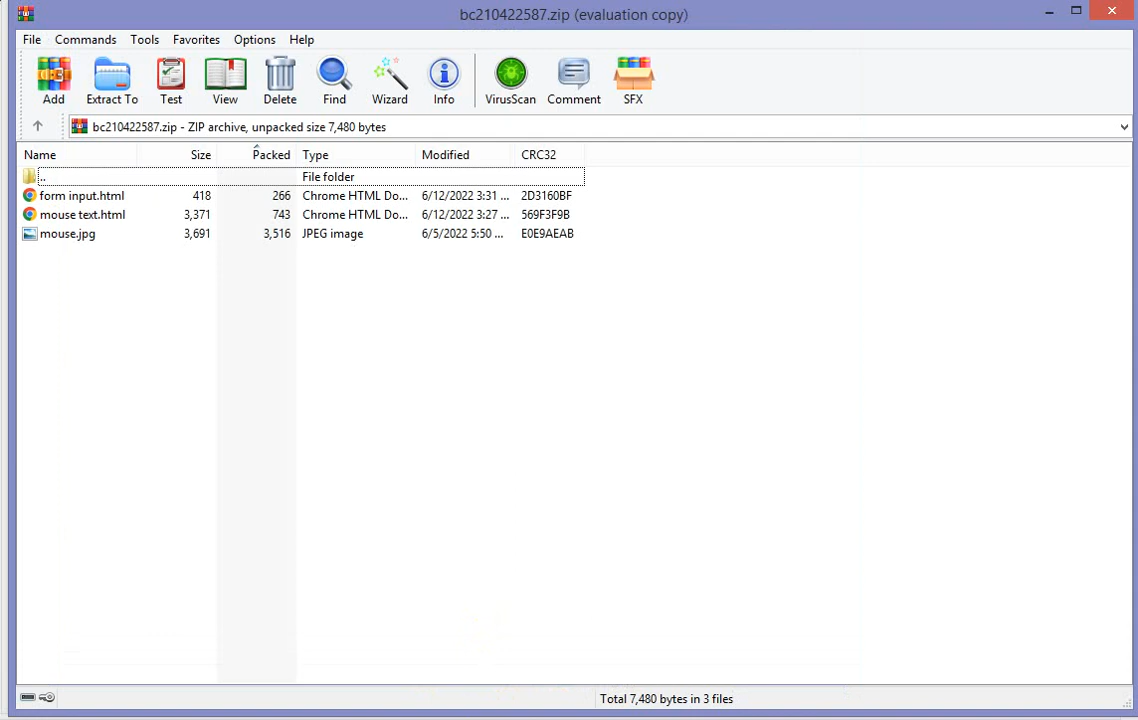 bc210422587.zip (evaluation copy)
File Commands Tools Favorites Options Help
Add Extract To Test View Delete Find Wizard Info VirusScan Comment SFX
bc210422587.zip - ZIP archive, unpacked size 7,480 bytes
Name Size Packed Type Modified CRC32
.. File folder
form input.html 418 266 Chrome HTML Do... 6/12/2022 3:31 ... 2D3160BF
mouse text.html 3,371 743 Chrome HTML Do... 6/12/2022 3:27 ... 569F3F9B
mouse.jpg 3,691 3,516 JPEG image 6/5/2022 5:50 ... E0E9AEAB
Total 7,480 bytes in 3 files